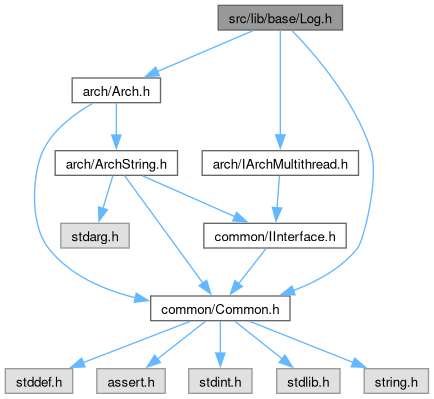 src/lib/base/Log.h
arch/Arch.h
arch/ArchString.h
arch/IArchMultithread.h
stdarg.h
common/IInterface.h
common/Common.h
stddef.h
assert.h
stdint.h
stdlib.h
string.h